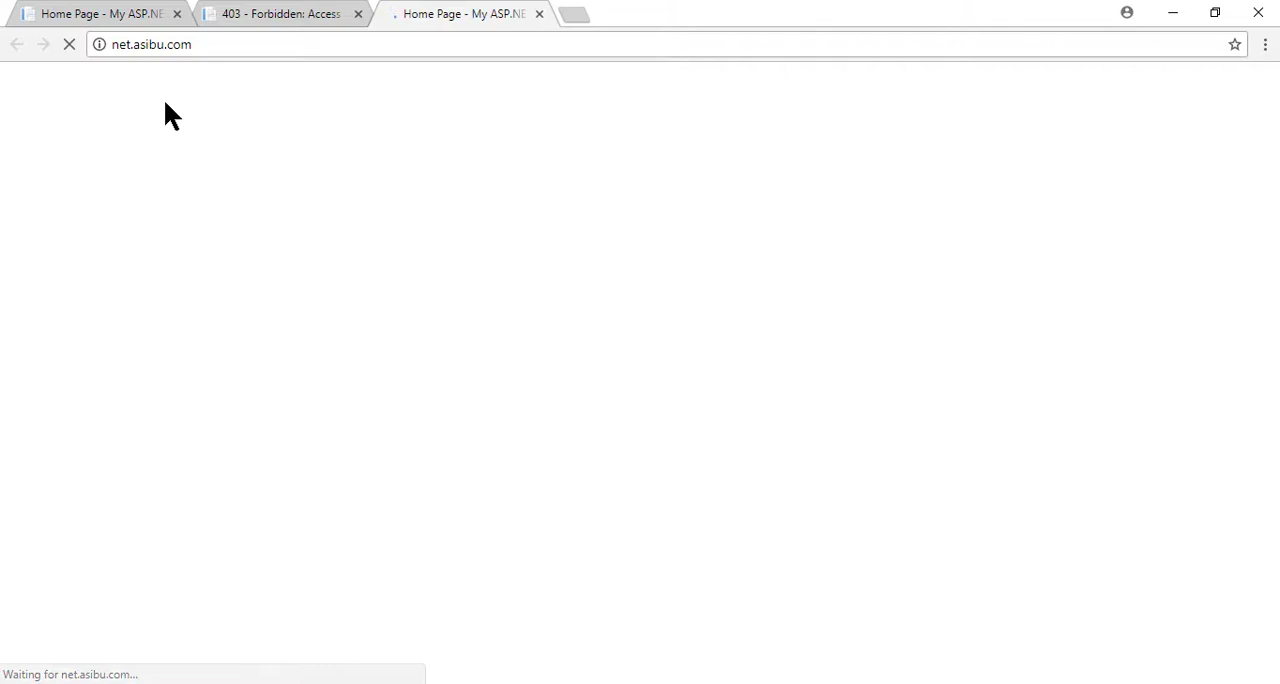 Home Page - My ASP.NE
403 - Forbidden: Access
Home Page - My ASP.NE
net.asibu.com
Waiting for net.asibu.com...